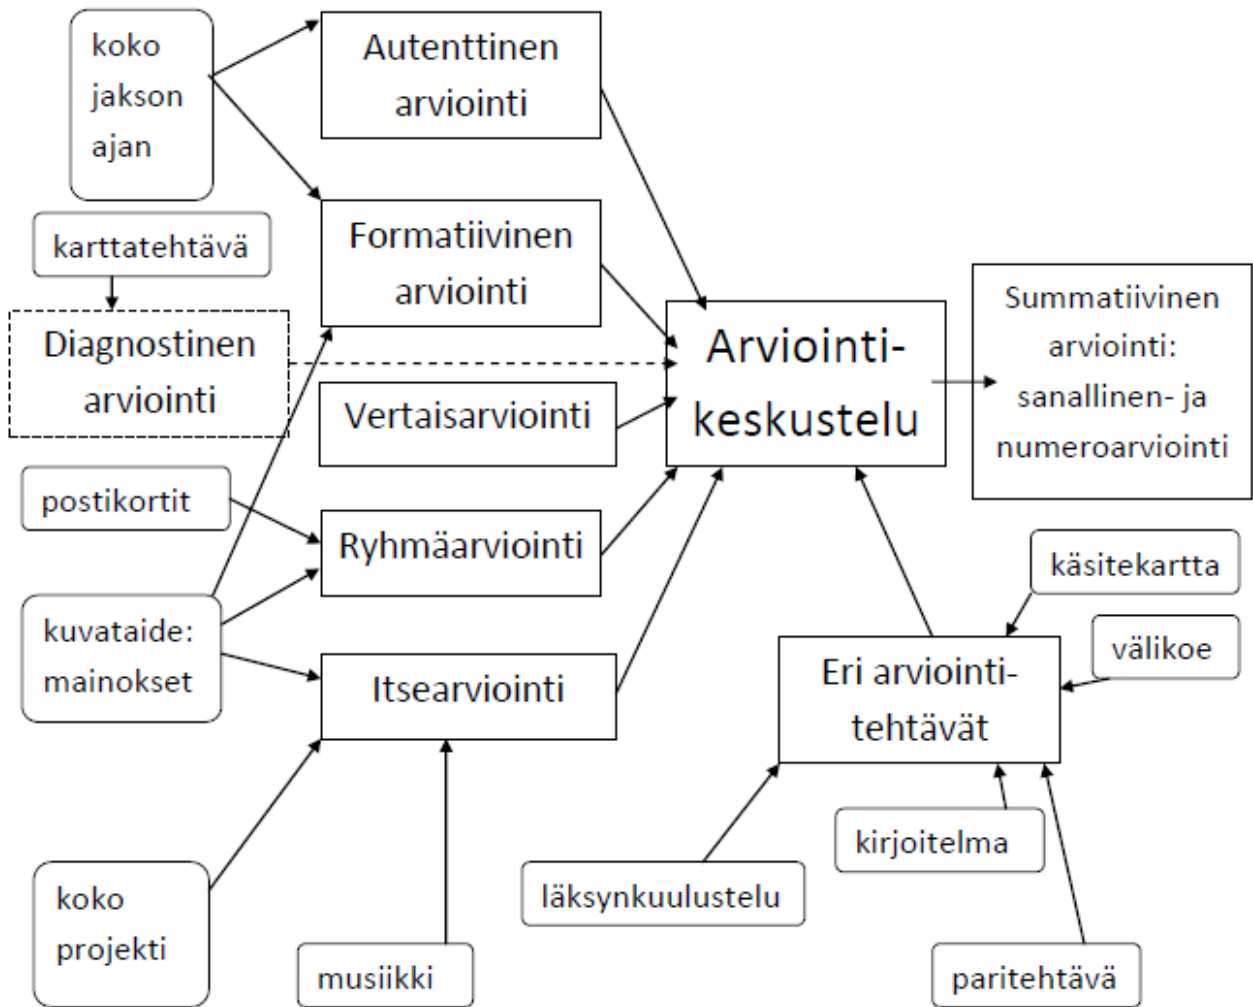 koko
jakson
ajan
Autenttinen
arviointi
karttatehtävä
Formatiivinen
arviointi
Diagnostinen
arviointi
Vertaisarviointi
Arviointi-
keskustelu
Summatiivinen
arviointi:
sanallinen- ja
numeroarviointi
postikortit
Ryhmäarviointi
kuvataide:
mainokset
Itsearviointi
käsitekartta
välikoe
Eri arviointi-
tehtävät
kirjoitelma
läksynkuulustelu
koko
projekti
musiikki
paritehtävä